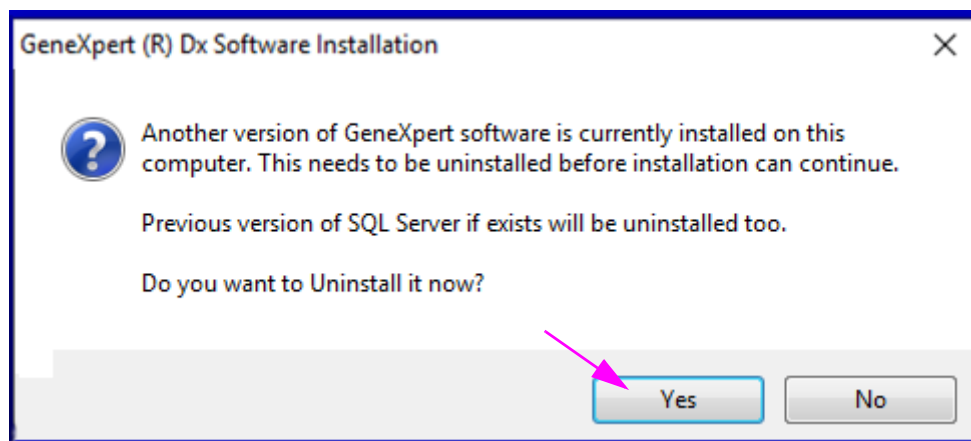 GeneXpert (R) Dx Software Installation
Another version of GeneXpert software is currently installed on this
computer. This needs to be uninstalled before installation can continue.
Previous version of SQL Server if exists will be uninstalled too.
Do you want to Uninstall it now?
Yes
No